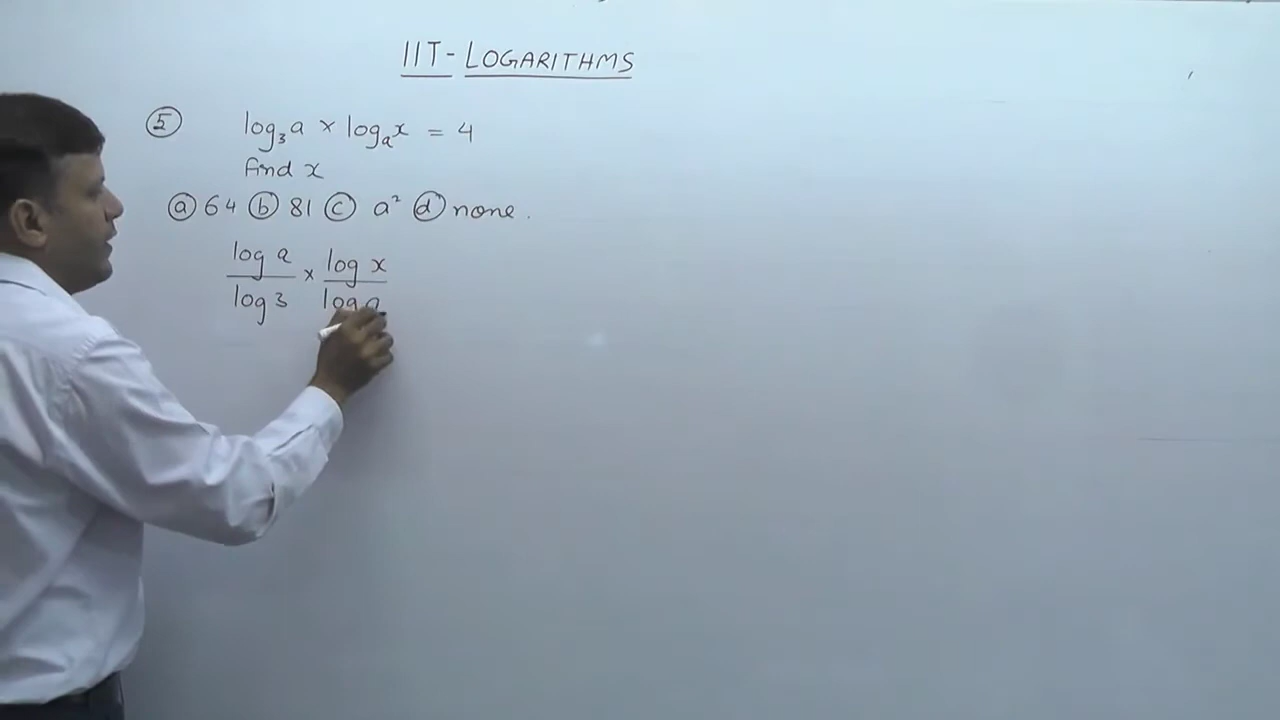 IIT-LOGARITHMS
⑤ log₃a × logₐx = 4
find x
ⓐ 64 ⓑ 81 ⓒ a² ⓓ none.
log a / log 3 × log x / log a